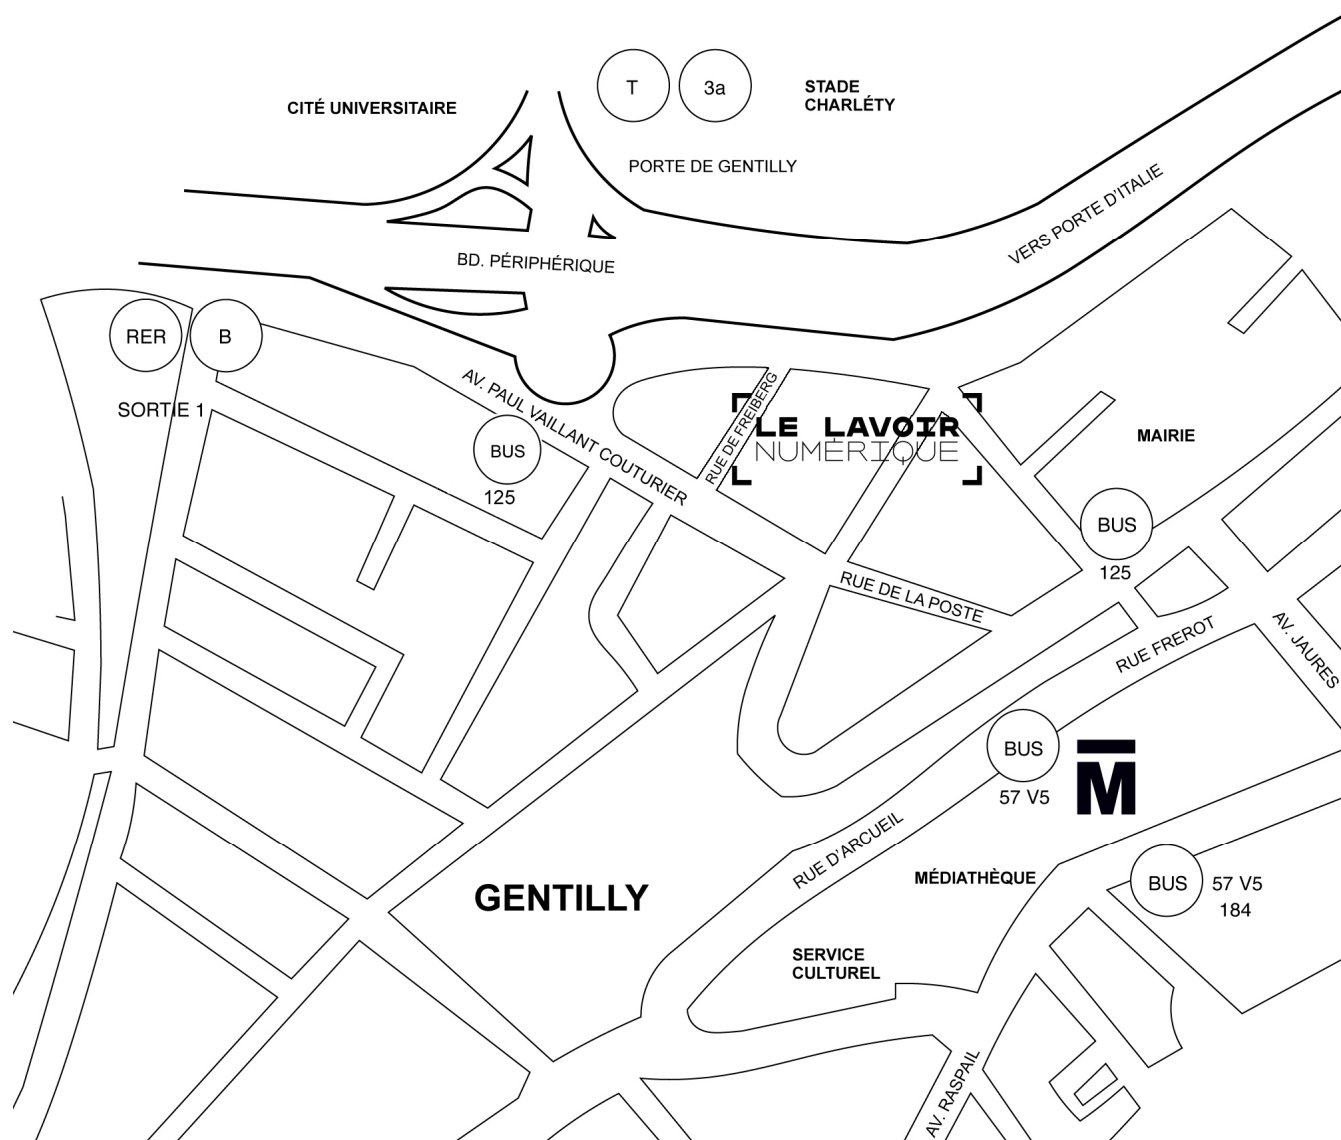 T
3a
STADE
CHARLÉTY
CITÉ UNIVERSITAIRE
PORTE DE GENTILLY
VERS PORTE D'ITALIE
BD. PÉRIPHÉRIQUE
RER
B
SORTIE 1
AV. PAUL VAILLANT COUTURIER
BUS
125
RUE DE FREIBERG
LE LAVOIR
NUMÉRIQUE
MAIRIE
BUS
125
RUE DE LA POSTE
RUE FREROT
AV. JAURES
BUS
57 V5
M
RUE D'ARCUEIL
MÉDIATHÈQUE
BUS
57 V5
184
GENTILLY
SERVICE
CULTUREL
AV. RASPAIL